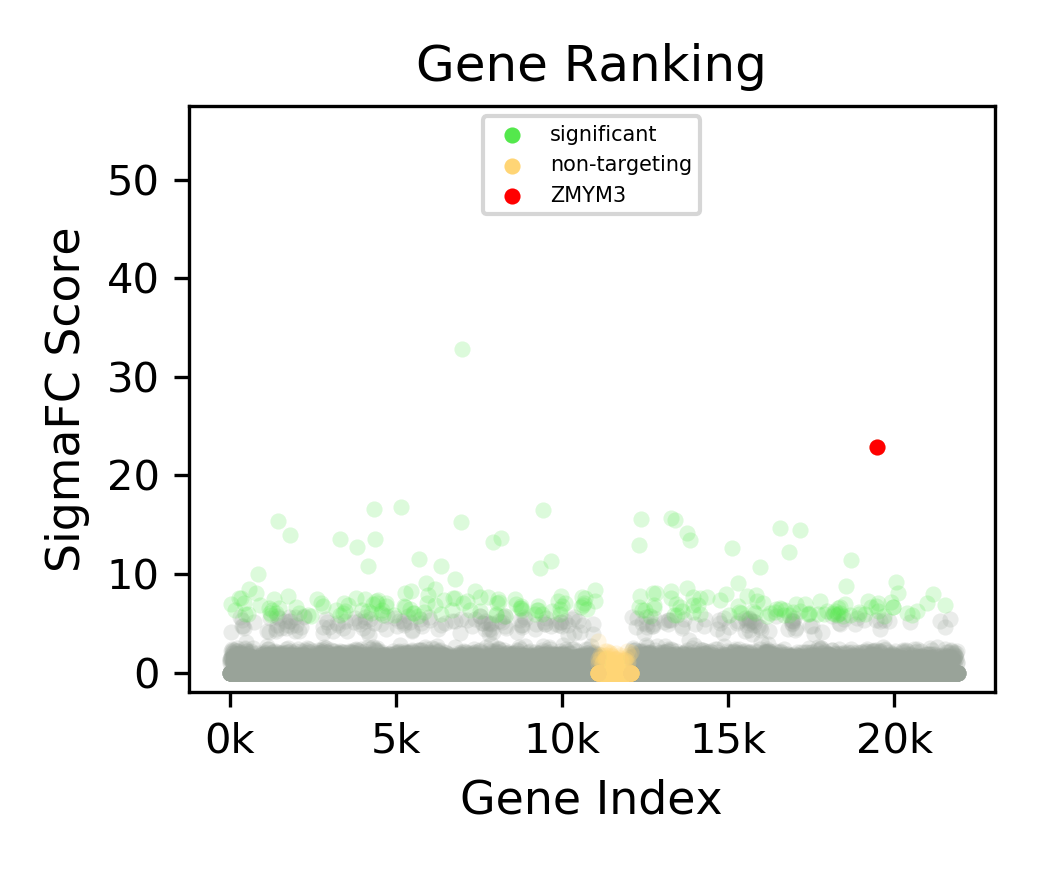 Gene Ranking
significant
non-targeting
ZMYM3
50
40
30
20
10
0
SigmaFC Score
0k 5k 10k 15k 20k
Gene Index